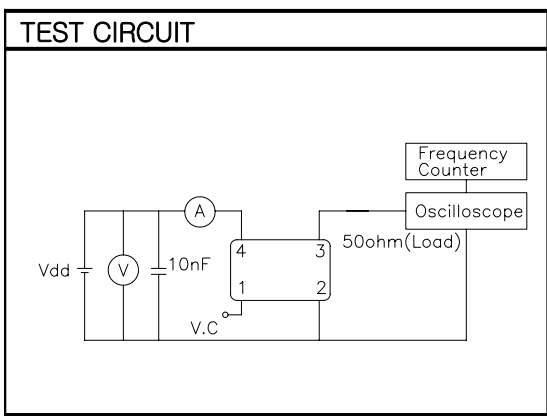 TEST CIRCUIT
Frequency
Counter
Oscilloscope
A
50ohm(Load)
4
3
Vdd
V
10nF
1
2
V.C